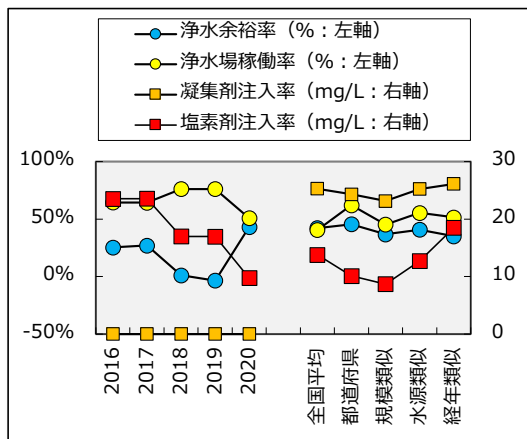 浄水余裕率（%：左軸）
浄水場稼働率（%：左軸）
凝集剤注入率（mg/L：右軸）
塩素剤注入率（mg/L：右軸）
100%
50%
0%
-50%
30
20
10
0
2016
2017
2018
2019
2020
全国平均
都道府県
規模類似
水源類似
経年類似